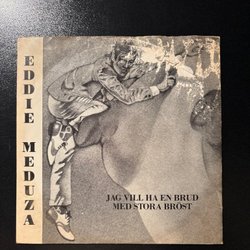 EDDIE MEDUZA
JAG VILL HA EN BRUD
MED STORA BRÖST